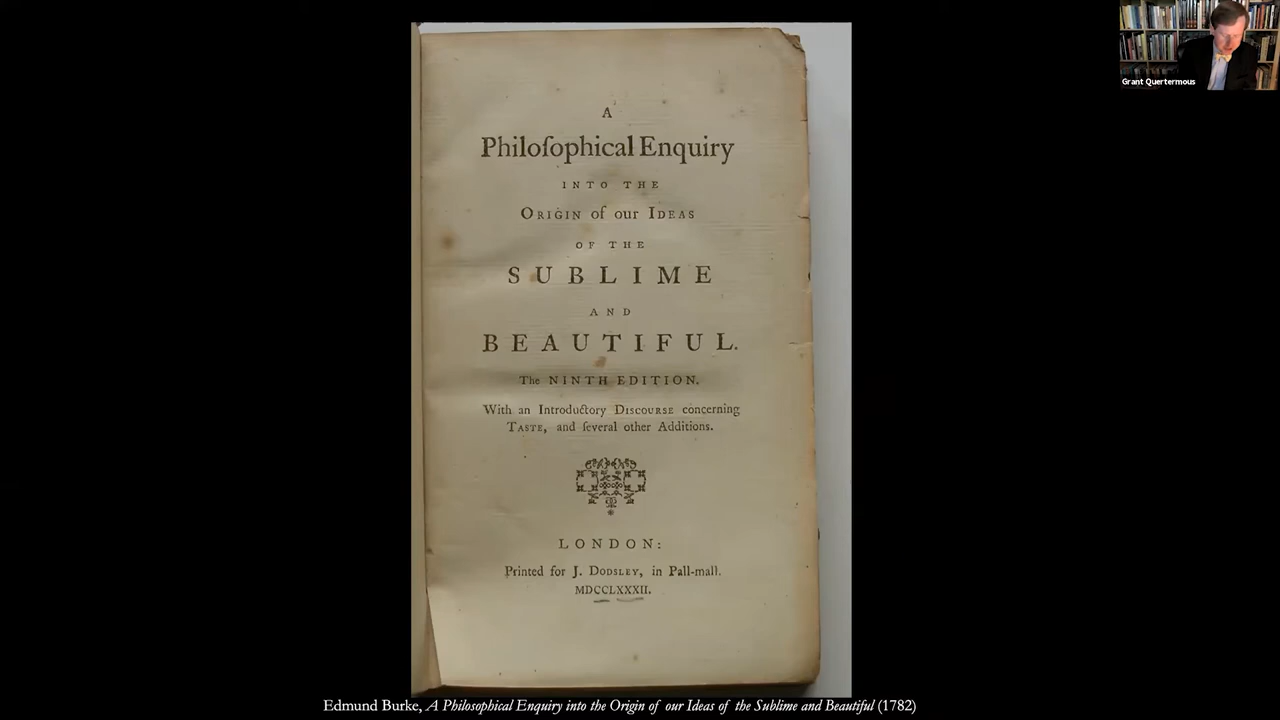 Grant Quertermous
A
Philoſophical Enquiry
INTO THE
ORIGIN of our IDEAS
OF THE
SUBLIME
AND
BEAUTIFUL.
The NINTH EDITION.
With an Introductory DISCOURSE concerning
TASTE, and ſeveral other Additions.
LONDON:
Printed for J. DODSLEY, in Pall-mall.
MDCCLXXXII.
Edmund Burke, A Philosophical Enquiry into the Origin of our Ideas of the Sublime and Beautiful (1782)